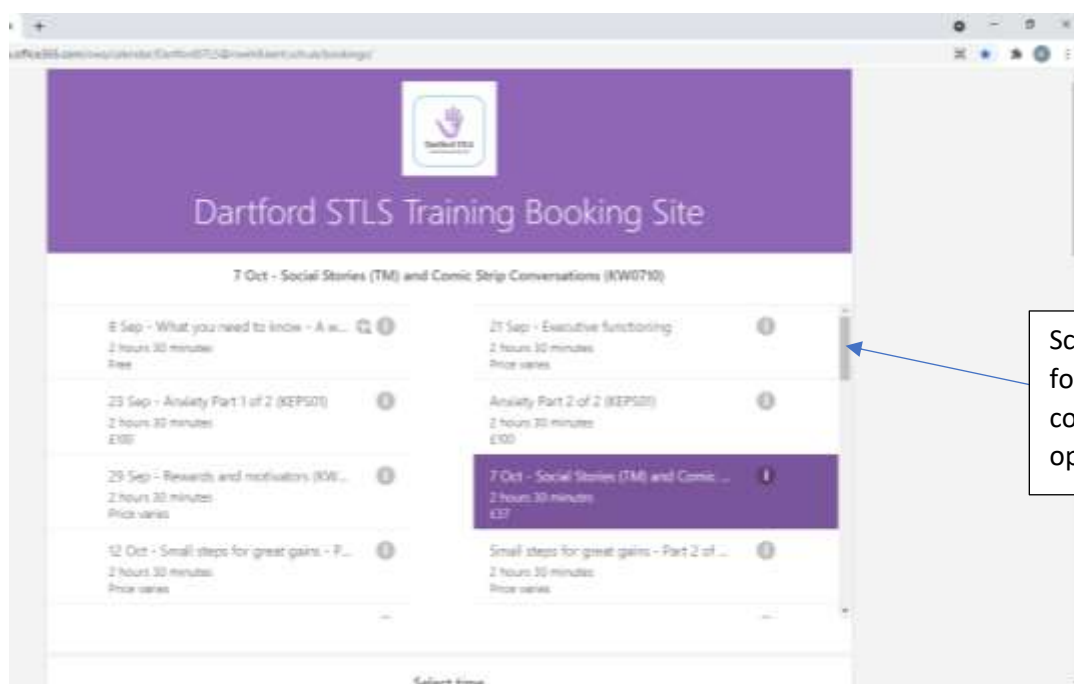 Dartford STLS
Dartford STLS Training Booking Site
7 Oct - Social Stories (TM) and Comic Strip Conversations (KW0710)
8 Sep - What you need to know - A w...
2 hours 30 minutes
Free
21 Sep - Executive functioning
2 hours 30 minutes
Price varies
23 Sep - Anxiety Part 1 of 2 (KEPS01)
2 hours 30 minutes
£100
Anxiety Part 2 of 2 (KEPS01)
2 hours 30 minutes
£100
29 Sep - Rewards and motivators (KW...
2 hours 30 minutes
Price varies
7 Oct - Social Stories (TM) and Comic ...
2 hours 30 minutes
£37
12 Oct - Small steps for great gains - P...
2 hours 30 minutes
Price varies
Small steps for great gains - Part 2 of ...
2 hours 30 minutes
Price varies
Select time
Sc
fo
co
op